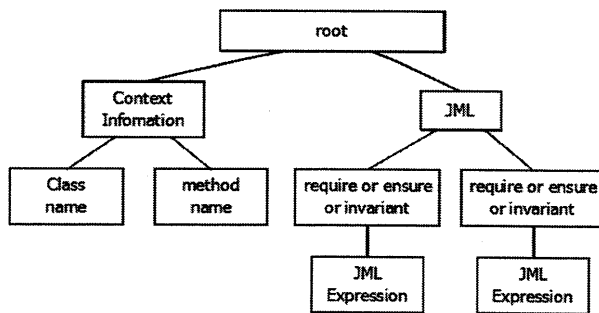 root
Context
Infomation
JML
Class
name
method
name
require or ensure
or invariant
require or ensure
or invariant
JML
Expression
JML
Expression